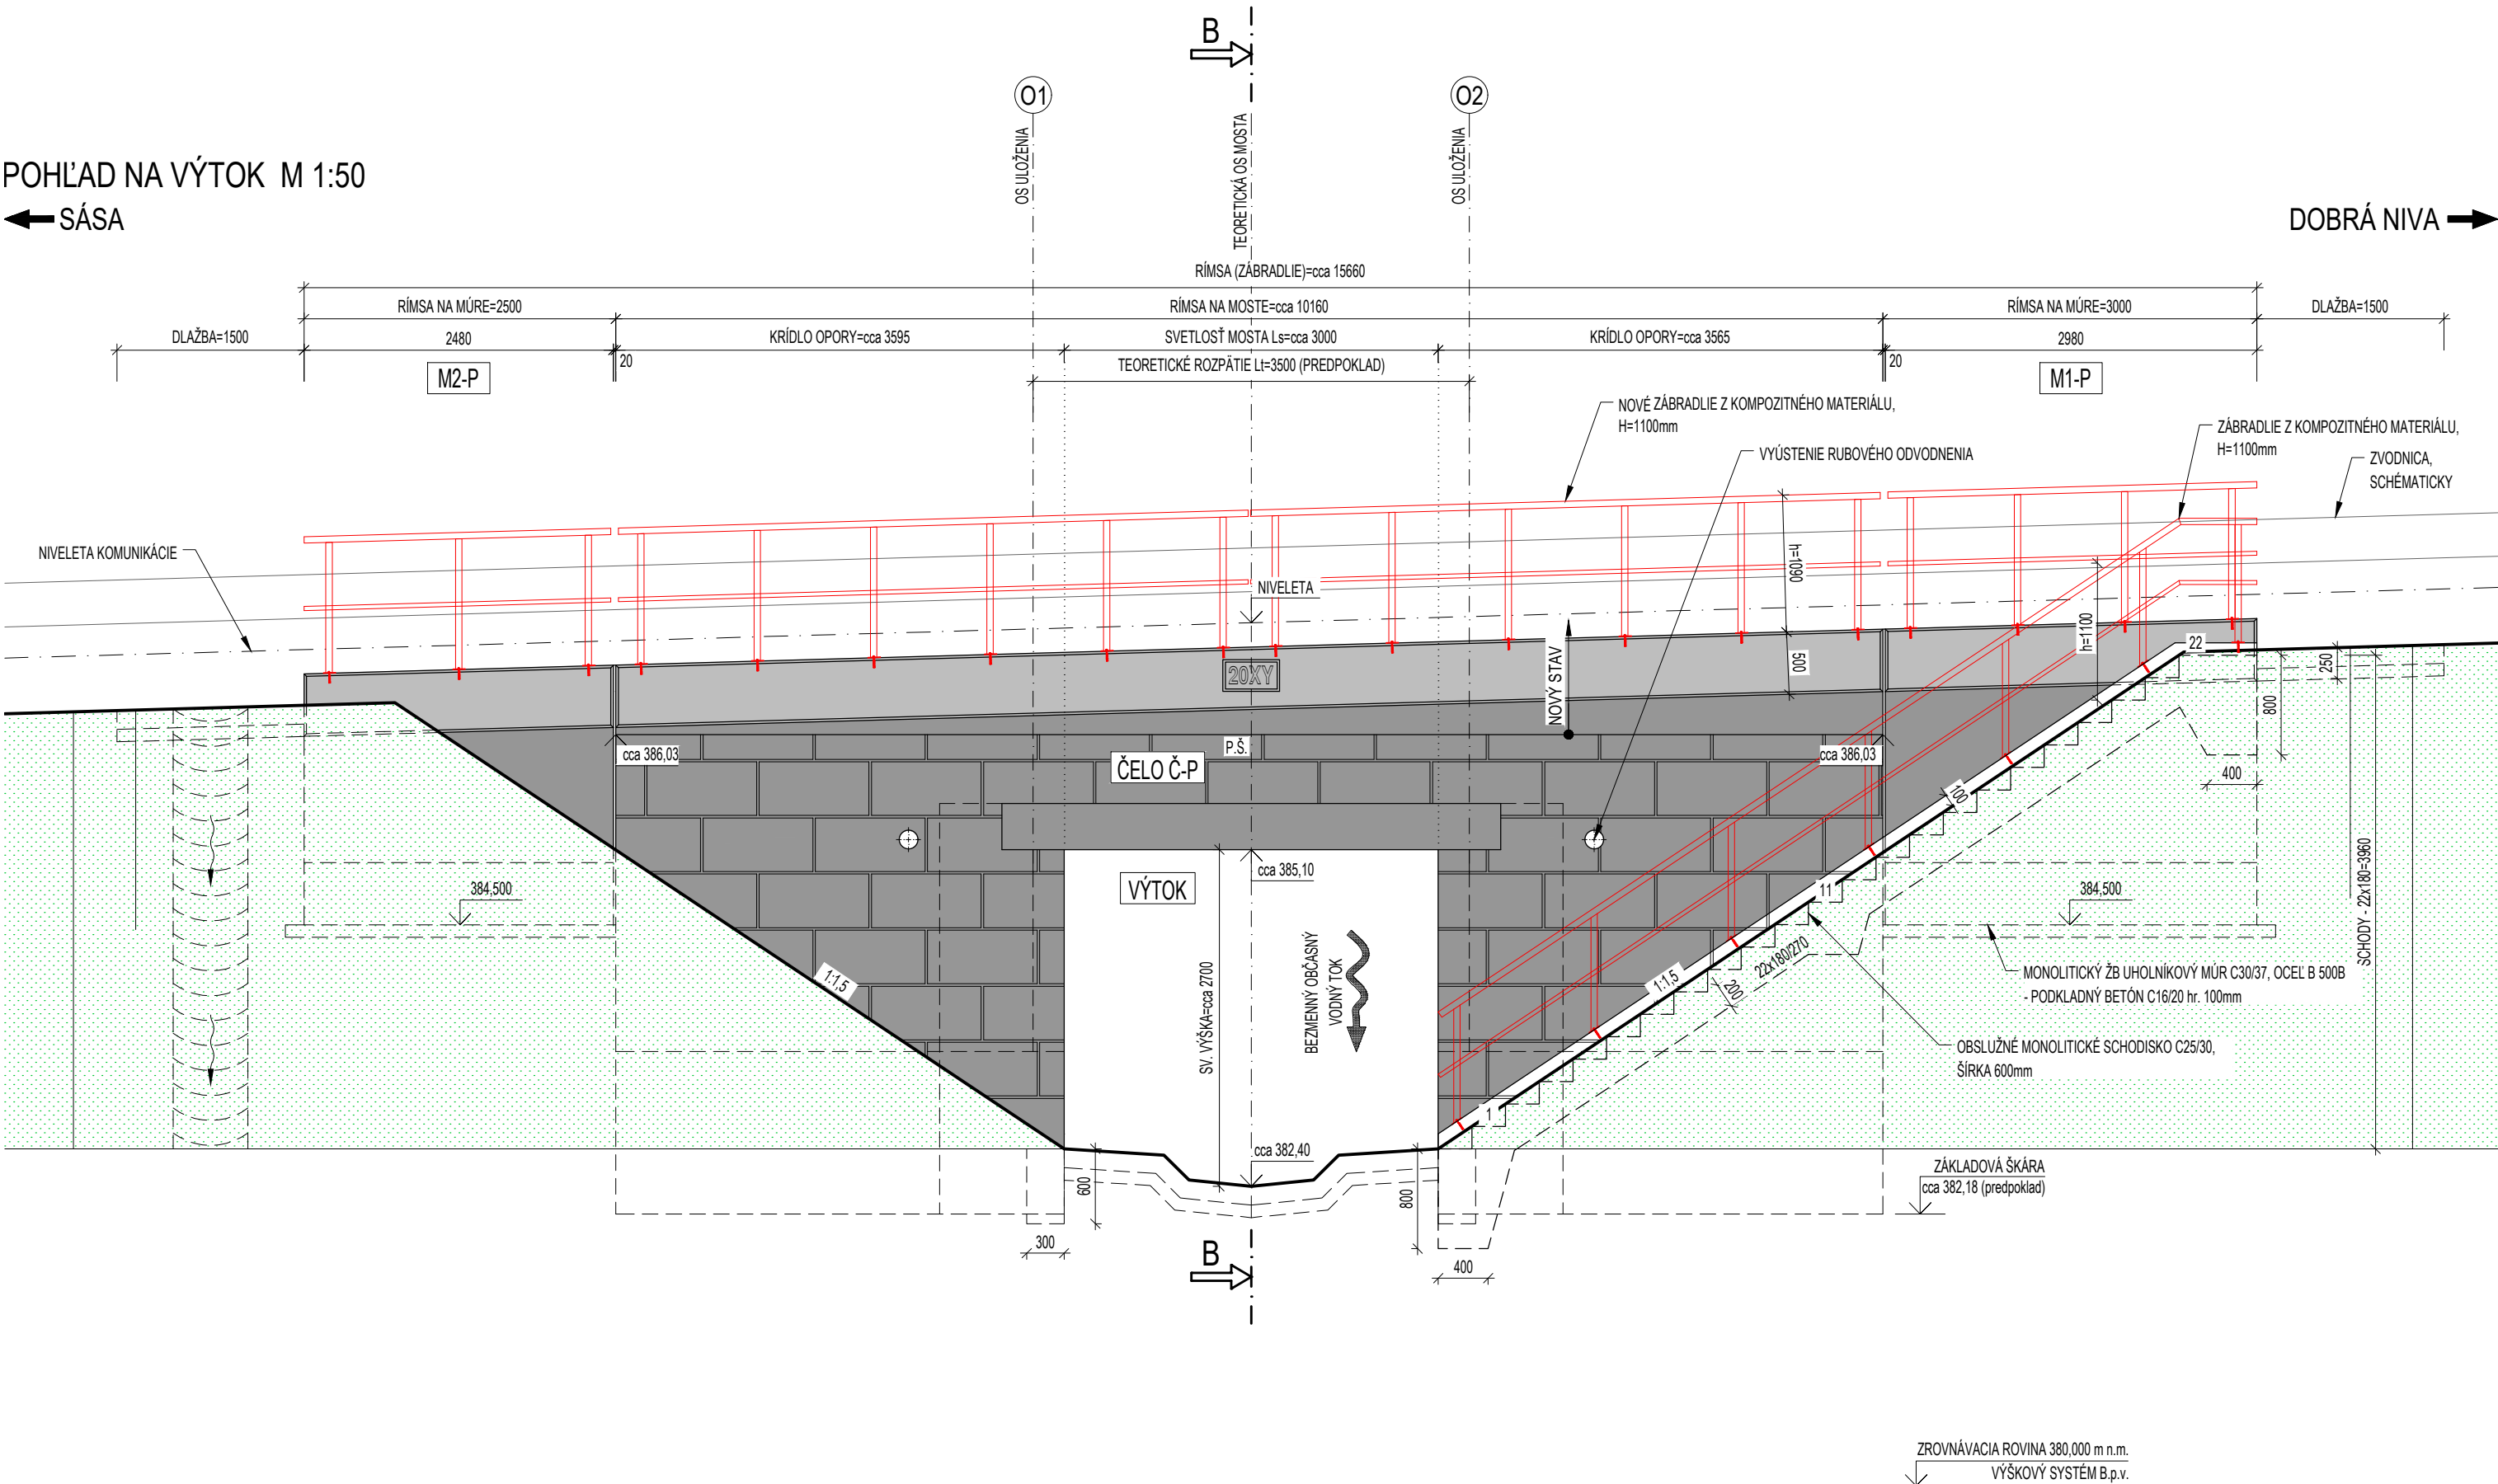 B
O1
O2
OS ULOŽENIA
TEORETICKÁ OS MOSTA
OS ULOŽENIA
POHĽAD NA VÝTOK  M 1:50
SÁSA
DOBRÁ NIVA
RÍMSA (ZÁBRADLIE)=cca 15660
RÍMSA NA MÚRE=2500
RÍMSA NA MOSTE=cca 10160
RÍMSA NA MÚRE=3000
DLAŽBA=1500
2480
KRÍDLO OPORY=cca 3595
SVETLOSŤ MOSTA Ls=cca 3000
KRÍDLO OPORY=cca 3565
2980
DLAŽBA=1500
20
TEORETICKÉ ROZPÄTIE Lt=3500 (PREDPOKLAD)
20
M2-P
M1-P
NOVÉ ZÁBRADLIE Z KOMPOZITNÉHO MATERIÁLU,
H=1100mm
ZÁBRADLIE Z KOMPOZITNÉHO MATERIÁLU,
H=1100mm
VYÚSTENIE RUBOVÉHO ODVODNENIA
ZVODNICA,
SCHÉMATICKY
NIVELETA KOMUNIKÁCIE
NIVELETA
h=1090
h=1100
500
NOVÝ STAV
20XY
22
250
800
400
cca 386,03
P.Š.
ČELO Č-P
cca 386,03
100
cca 385,10
VÝTOK
384,500
11
384,500
SCHODY - 22x180=3960
BEZMENNÝ OBČASNÝ
VODNÝ TOK
SV. VÝŠKA=cca 2700
1:1,5
1:1,5
22x180/270
200
MONOLITICKÝ ŽB UHOLNÍKOVÝ MÚR C30/37, OCEĽ B 500B
- PODKLADNÝ BETÓN C16/20 hr. 100mm
OBSLUŽNÉ MONOLITICKÉ SCHODISKO C25/30,
ŠÍRKA 600mm
1
cca 382,40
600
800
ZÁKLADOVÁ ŠKÁRA
cca 382,18 (predpoklad)
300
B
400
ZROVNÁVACIA ROVINA 380,000 m n.m.
VÝŠKOVÝ SYSTÉM B.p.v.